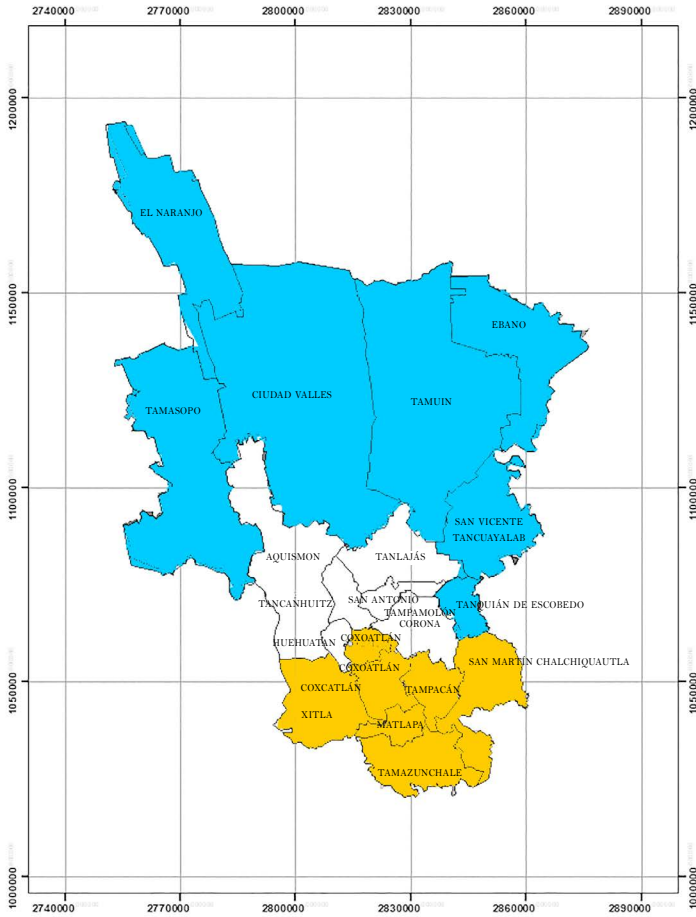 2740000 2770000 2800000 2830000 2860000 2890000
1200000
1200000
EL NARANJO
1150000
1150000
EBANO
CIUDAD VALLES
TAMUIN
TAMASOPO
1100000
1100000
SAN VICENTE
TANCUAYALAB
AQUISMON
TANLAJÁS
SAN ANTONIO
TANCANHUITZ
TANQUIÁN DE ESCOBEDO
TAMPAMOLÓN
CORONA
HUEHUATAN
COXOATLÁN
SAN MARTÍN CHALCHIQUAUTLA
COXOATLÁN
COXCATLÁN
TAMPACÁN
1050000
1050000
XITLA
MATLAPA
TAMAZUNCHALE
1000000
1000000
2740000 2770000 2800000 2830000 2860000 2890000